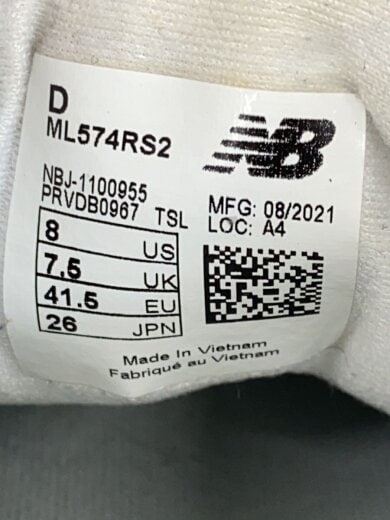 D
ML574RS2
NB
NBJ-1100955
PRVDB0967 TSL
MFG: 08/2021
LOC: A4
8 US
7.5 UK
41.5 EU
26 JPN
Made In Vietnam
Fabriqué au Vietnam